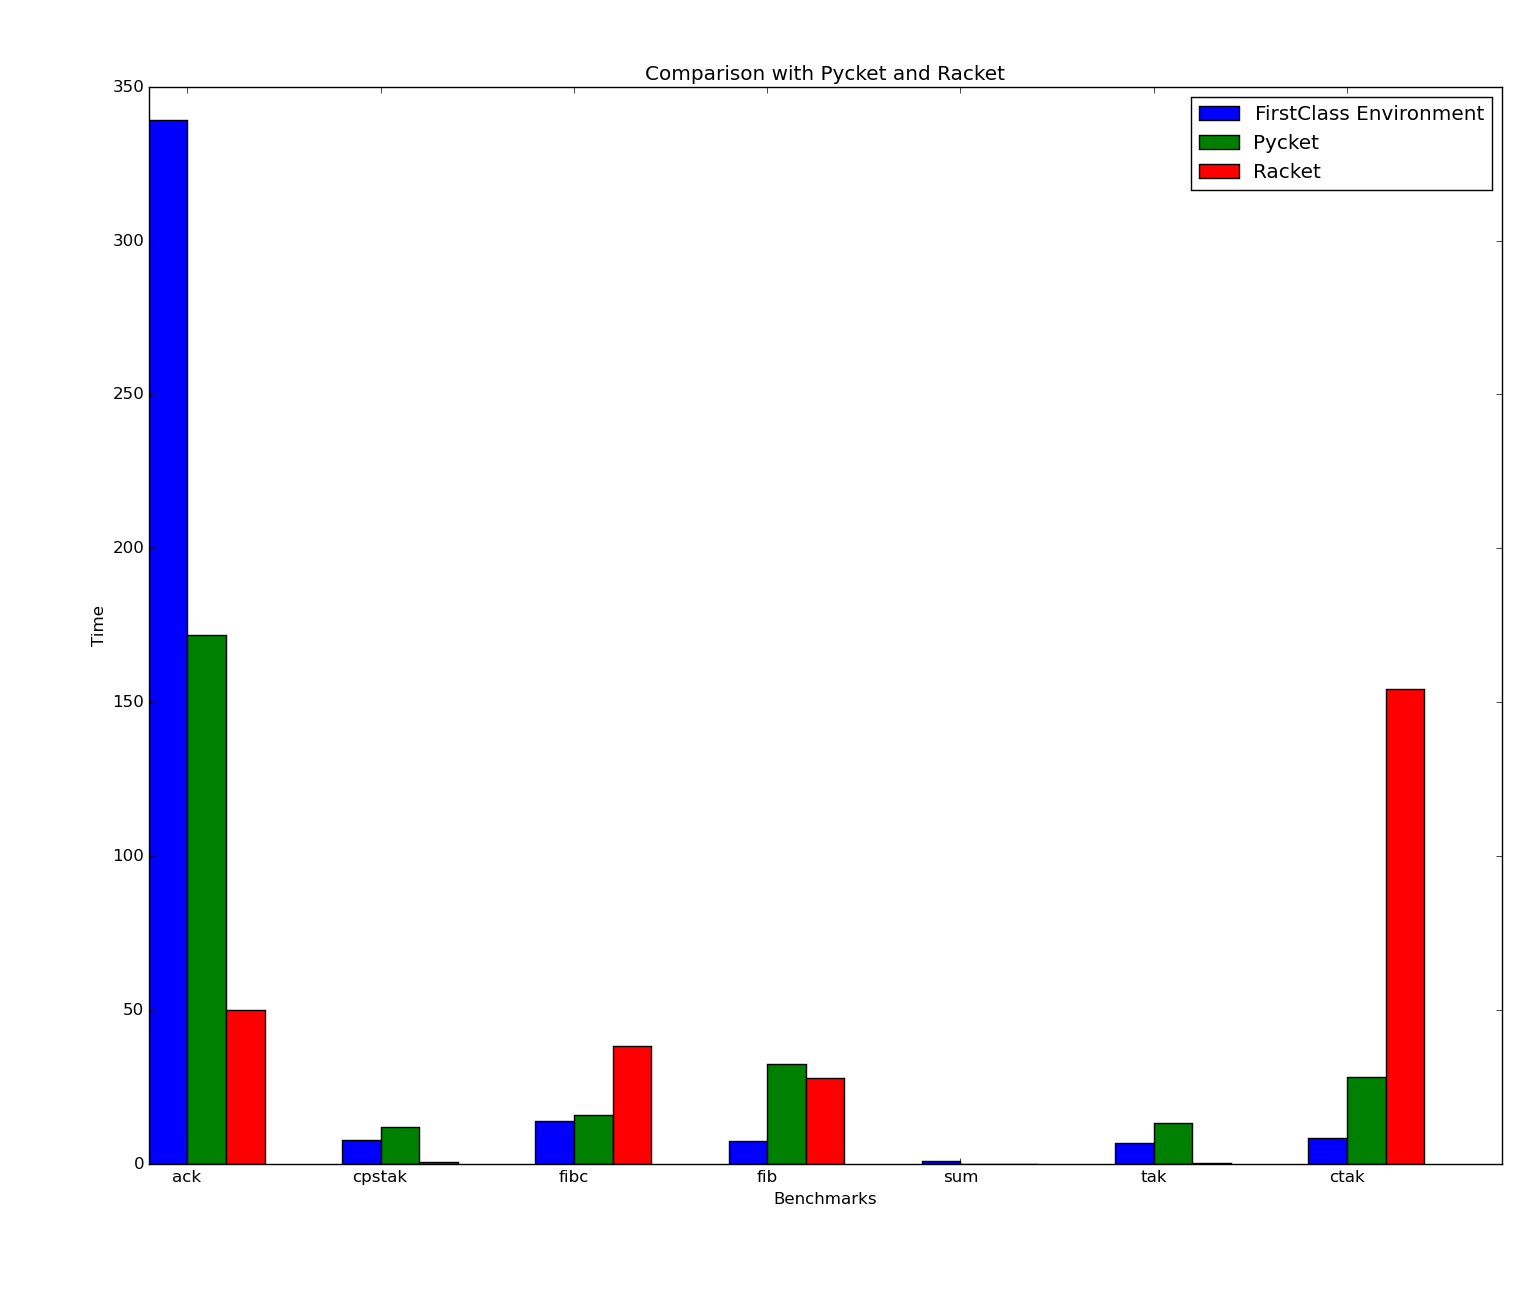 Comparison with Pycket and Racket
FirstClass Environment
Pycket
Racket
350
300
250
200
150
100
50
0
Time
ack cpstak fibc fib sum tak ctak
Benchmarks